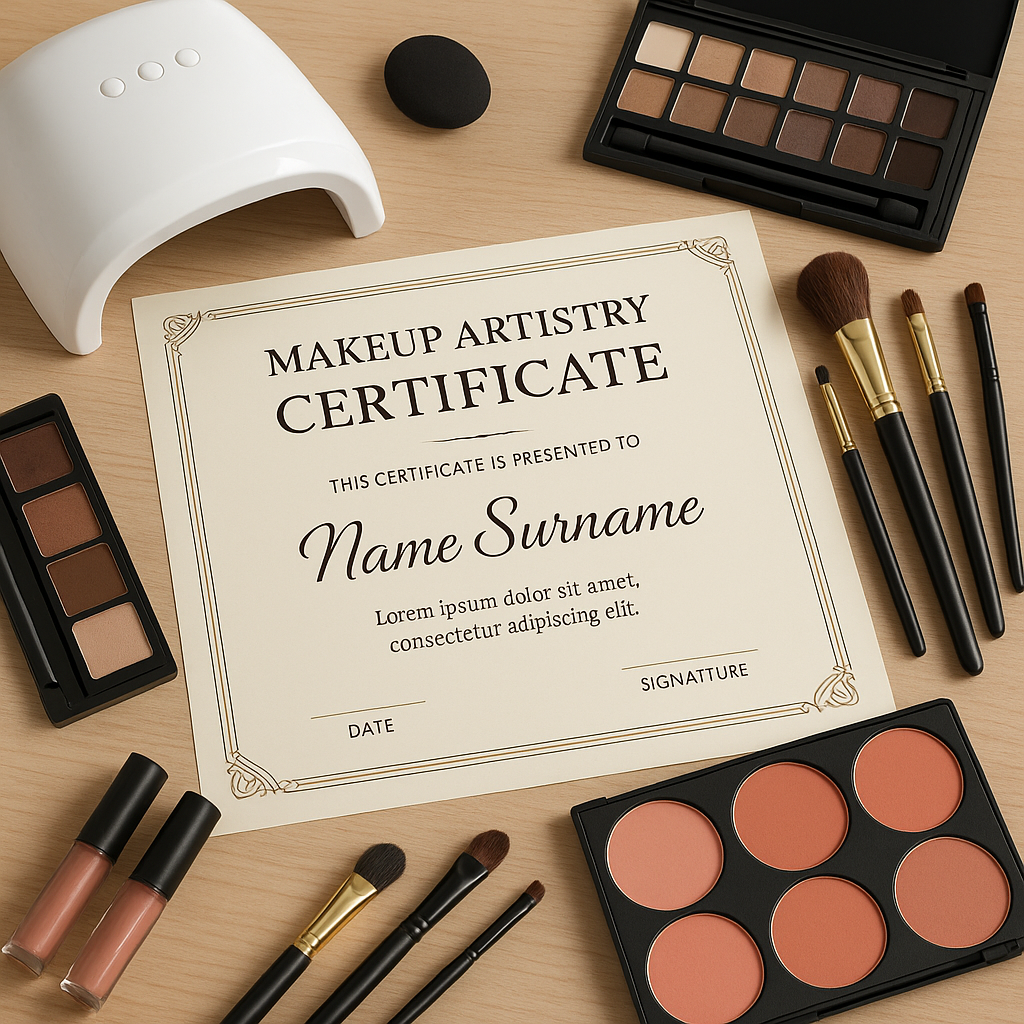 MAKEUP ARTISTRY
CERTIFICATE
THIS CERTIFICATE IS PRESENTED TO
Name Surname
Lorem ipsum dolor sit amet,
consectetur adipiscing elit.
DATE
SIGNATTURE